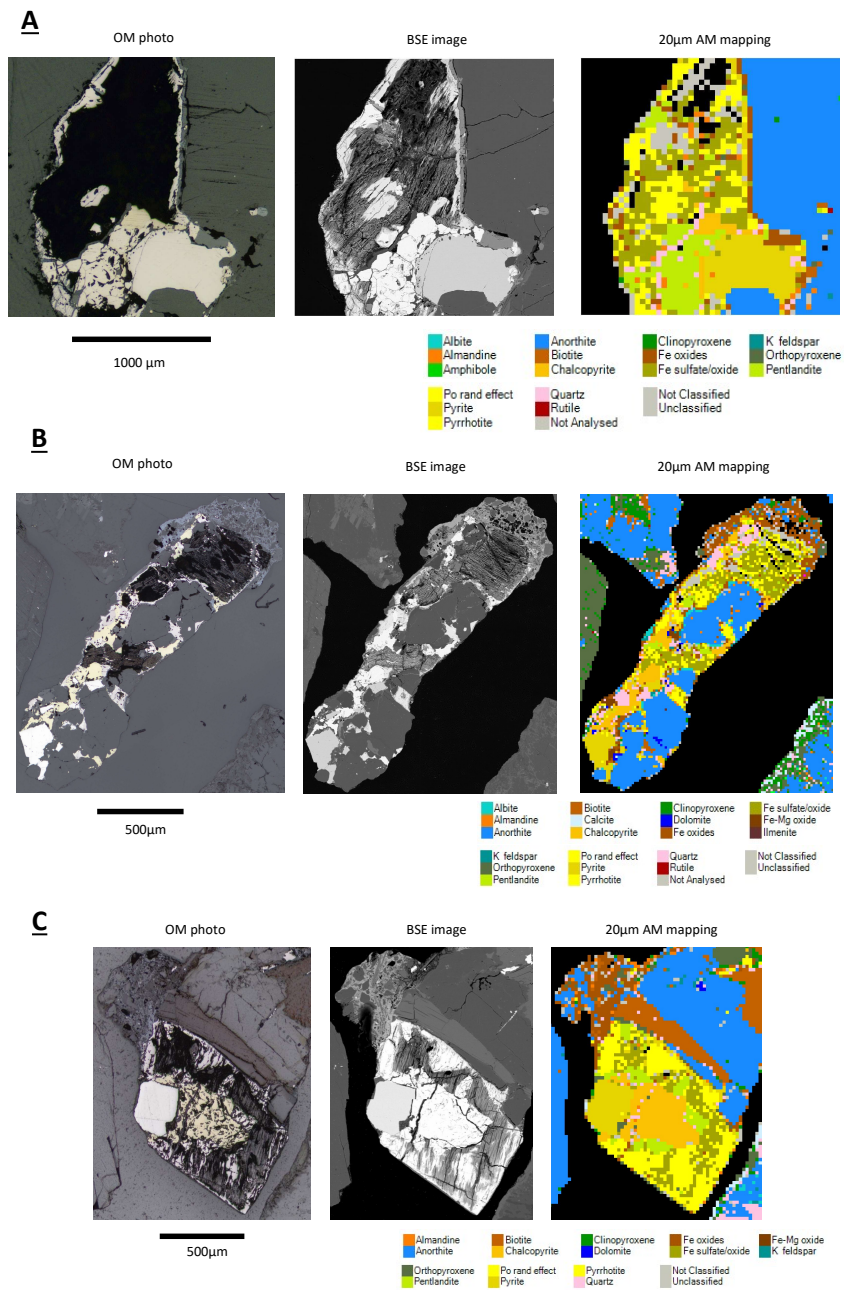 A
OM photo
BSE image
20µm AM mapping
1000 µm
Albite Anorthite Clinopyroxene K feldspar
Almandine Biotite Fe oxides Orthopyroxene
Amphibole Chalcopyrite Fe sulfate/oxide Pentlandite
Po rand effect Quartz Not Classified
Pyrite Rutile Unclassified
Pyrrhotite Not Analysed
B
OM photo
BSE image
20µm AM mapping
500µm
Albite Biotite Clinopyroxene Fe sulfate/oxide
Almandine Calcite Dolomite Fe-Mg oxide
Anorthite Chalcopyrite Fe oxides Ilmenite
K feldspar Po rand effect Quartz Not Classified
Orthopyroxene Pyrite Rutile Unclassified
Pentlandite Pyrrhotite Not Analysed
C
OM photo
BSE image
20µm AM mapping
500µm
Almandine Biotite Clinopyroxene Fe oxides Fe-Mg oxide
Anorthite Chalcopyrite Dolomite Fe sulfate/oxide K feldspar
Orthopyroxene Po rand effect Pyrrhotite Not Classified
Pentlandite Pyrite Quartz Unclassified